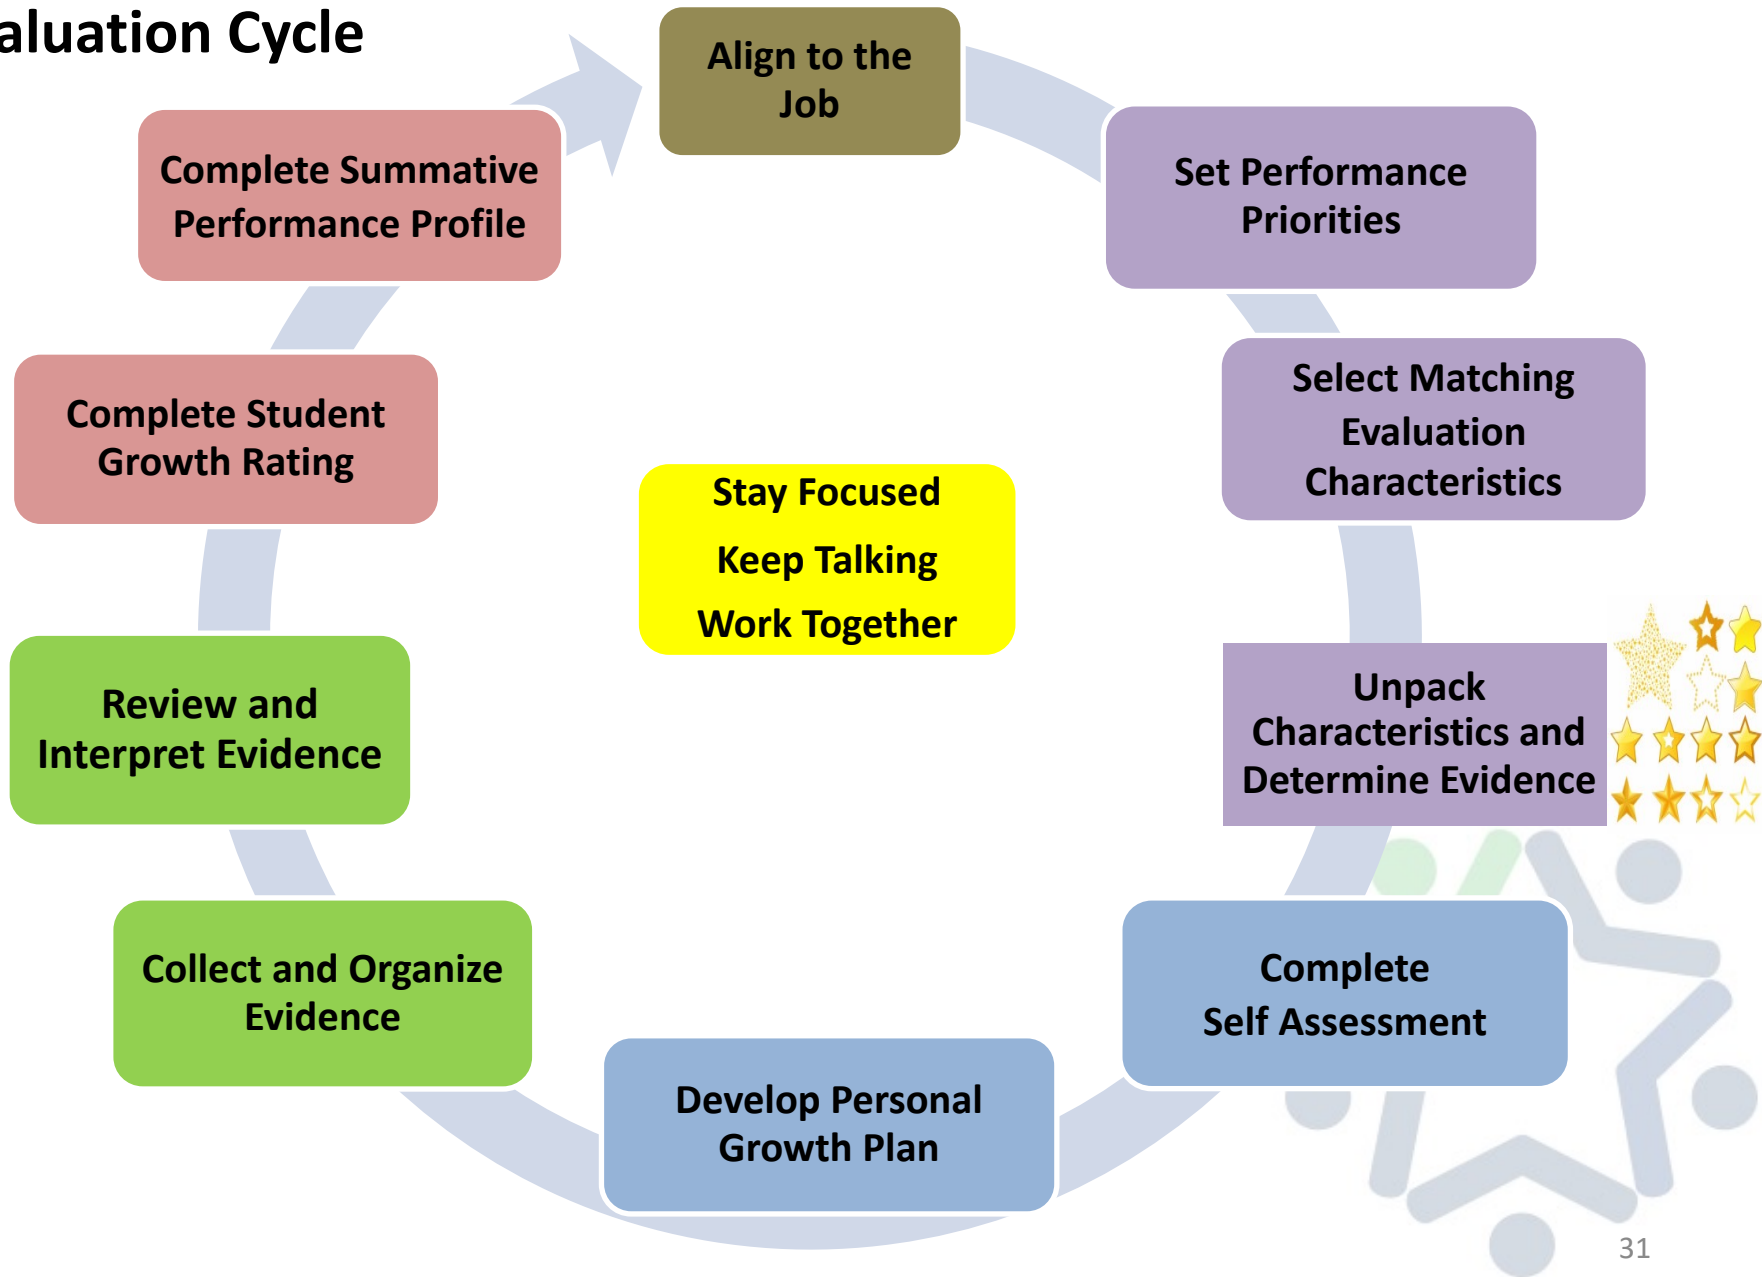 aluation Cycle
Align to the
Job
Set Performance
Priorities
Select Matching
Evaluation
Characteristics
Unpack
Characteristics and
Determine Evidence
Complete
Self Assessment
Develop Personal
Growth Plan
Collect and Organize
Evidence
Review and
Interpret Evidence
Complete Student
Growth Rating
Complete Summative
Performance Profile
Stay Focused
Keep Talking
Work Together
31